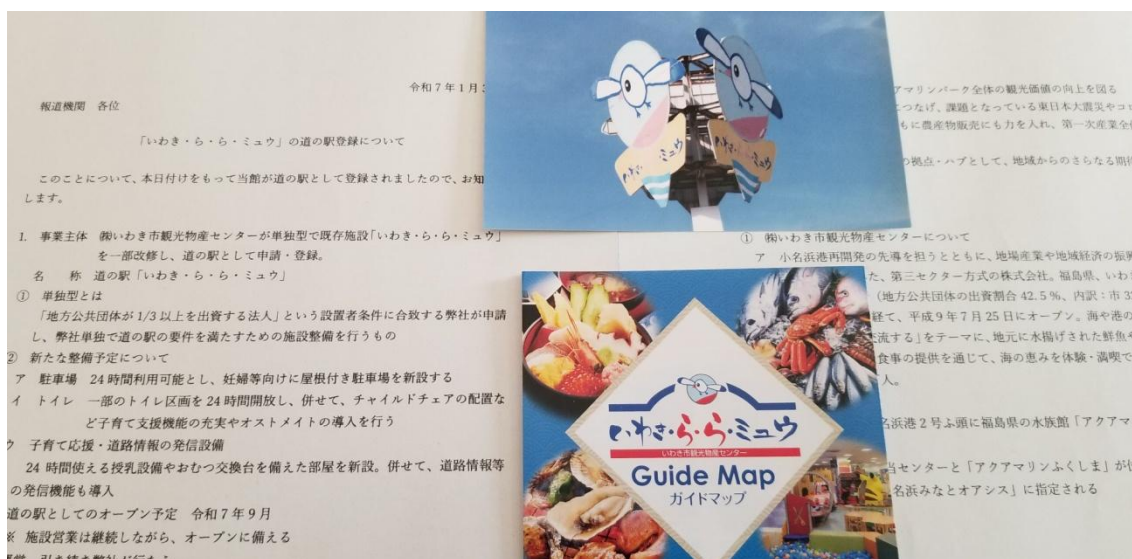 令和7年1月
報道機関 各位
「いわき・ら・ら・ミュウ」の道の駅登録について
このことについて、本日付けをもって当館が道の駅として登録されましたので、お知
します。
1. 事業主体 ㈱いわき市観光物産センターが単独型で既存施設「いわき・ら・ら・ミュウ」
を一部改修し、道の駅として申請・登録。
名 称 道の駅「いわき・ら・ら・ミュウ」
① 単独型とは
「地方公共団体が1/3以上を出資する法人」という設置者条件に合致する弊社が申請
し、弊社単独で道の駅の要件を満たすための施設整備を行うもの
② 新たな整備予定について
ア 駐車場 24時間利用可能とし、妊婦等向けに屋根付き駐車場を新設する
イ トイレ 一部のトイレ区画を24時間開放し、併せて、チャイルドチェアの配置な
ど子育て支援機能の充実やオストメイトの導入を行う
ウ 子育て応援・道路情報の発信設備
24時間使える授乳設備やおむつ交換台を備えた部屋を新設。併せて、道路情報等
の発信機能も導入
道の駅としてのオープン予定 令和7年9月
※ 施設営業は継続しながら、オープンに備える
いわき・ら・ら・ミュウ
いわき・ら・ら・ミュウ
いわき市観光物産センター
Guide Map
ガイドマップ
アマリンパーク全体の観光価値の向上を図る
につなげ、課題となっている東日本大震災やコロ
もに農産物販売にも力を入れ、第一次産業全
の拠点・ハブとして、地域からのさらなる期待
① ㈱いわき市観光物産センターについて
ア 小名浜港再開発の先導を担うとともに、地場産業や地域経済の振興
た、第三セクター方式の株式会社。福島県、いわ
(地方公共団体の出資割合42.5%、内訳:市3
経て、平成9年7月25日にオープン。海や港の
交流する」をテーマに、地元に水揚げされた鮮魚や
食事の提供を通じて、海の恵みを体験・満喫で
人。
名浜港2号ふ頭に福島県の水族館「アクアマ
当センターと「アクアマリンふくしま」が
名浜みなとオアシス」に指定される